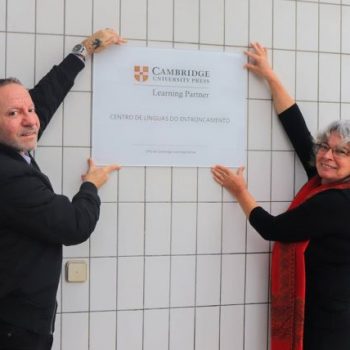 CAMBRIDGE
UNIVERSITY PRESS
Learning Partner
CENTRO DE LÍNGUAS DO ENTRONCAMENTO